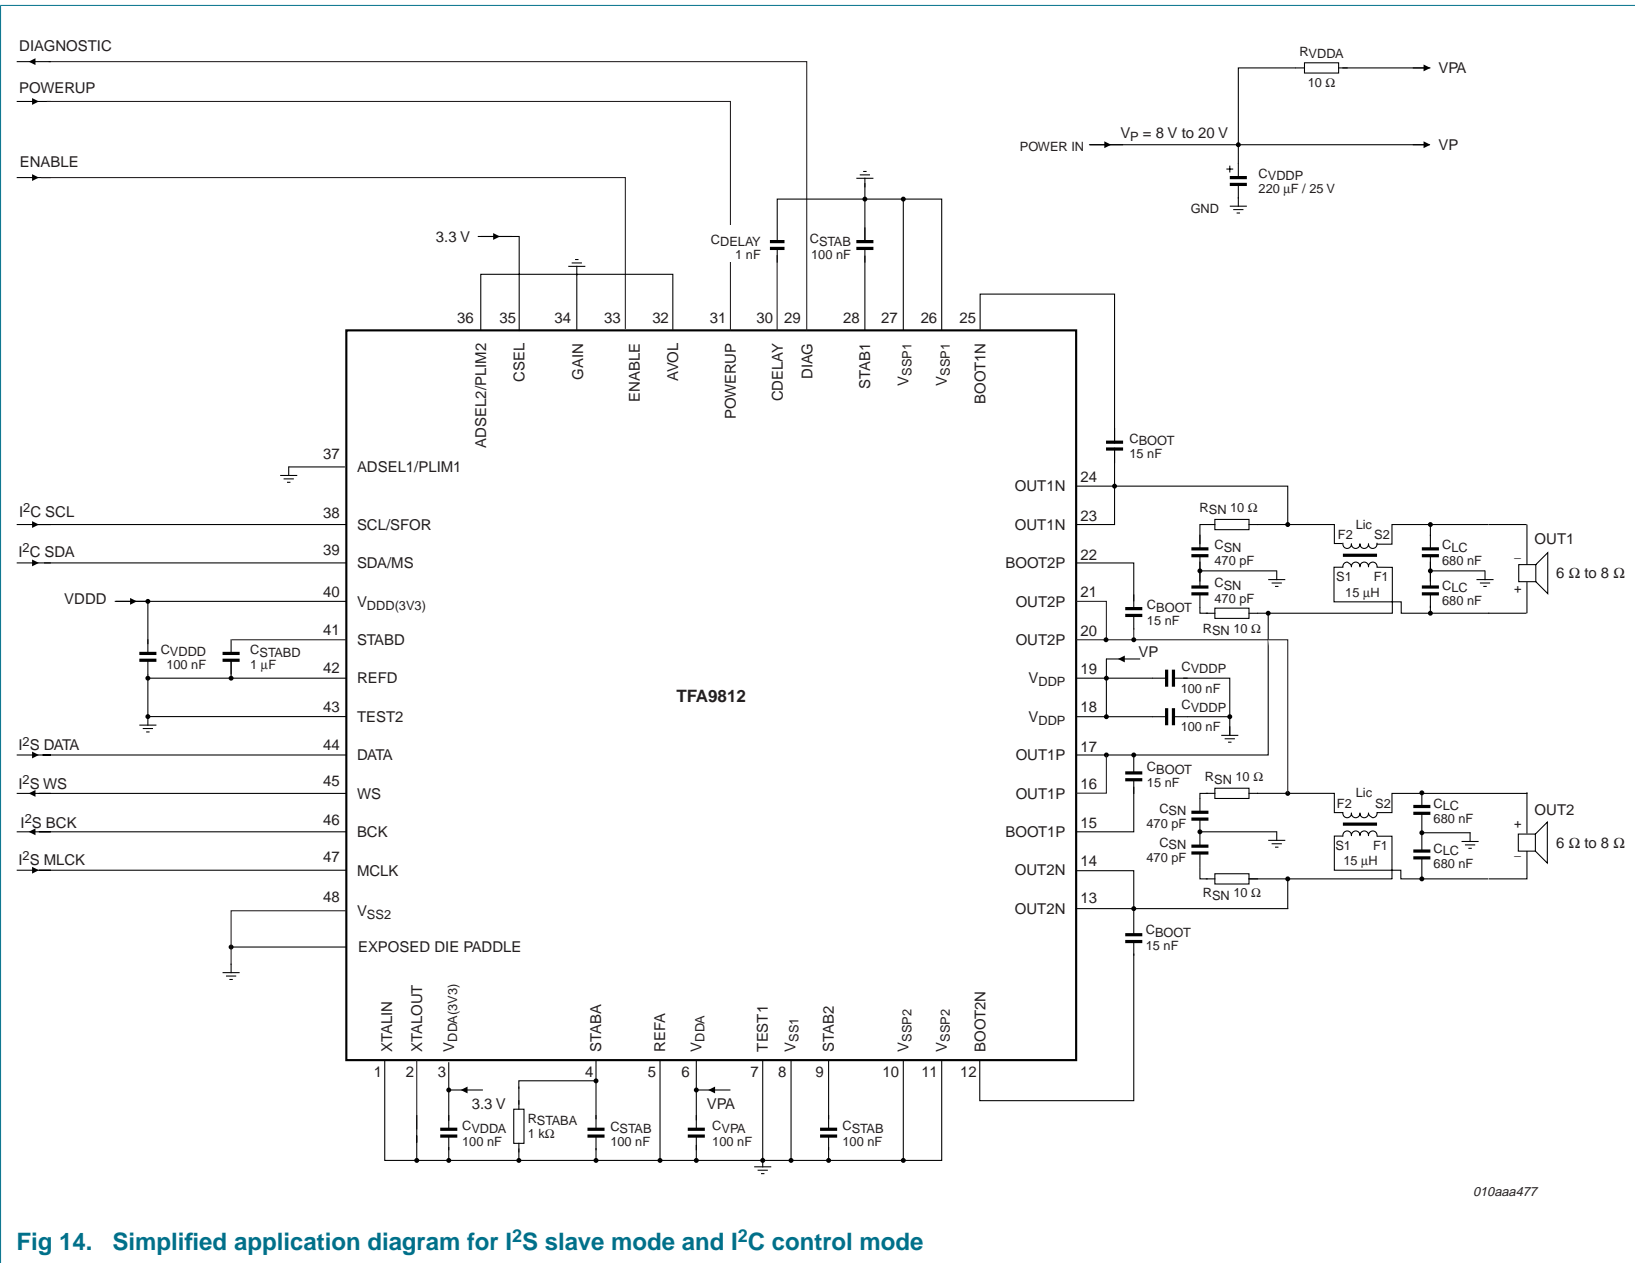 DIAGNOSTIC
POWERUP
ENABLE
RVDDA
10 Ω
VPA
POWER IN
VP = 8 V to 20 V
VP
+
CVDDP
220 µF / 25 V
GND
3.3 V
CDELAY
1 nF
CSTAB
100 nF
36
35
34
33
32
31
30
29
28
27
26
25
ADSEL2/PLIM2
CSEL
GAIN
ENABLE
AVOL
POWERUP
CDELAY
DIAG
STAB1
VSSP1
VSSP1
BOOT1N
37
ADSEL1/PLIM1
I2C SCL
38
SCL/SFOR
I2C SDA
39
SDA/MS
VDDD
40
VDDD(3V3)
41
STABD
CVDDD
100 nF
CSTABD
1 µF
42
REFD
43
TEST2
I2S DATA
44
DATA
I2S WS
45
WS
I2S BCK
46
BCK
I2S MLCK
47
MCLK
48
VSS2
EXPOSED DIE PADDLE
TFA9812
CBOOT
15 nF
OUT1N
24
OUT1N
23
BOOT2P
22
OUT2P
21
OUT2P
20
VDDP
19
VDDP
18
OUT1P
17
OUT1P
16
BOOT1P
15
OUT2N
14
OUT2N
13
CBOOT
15 nF
VP
CVDDP
100 nF
CVDDP
100 nF
CBOOT
15 nF
CBOOT
15 nF
RSN 10 Ω
CSN
470 pF
CSN
470 pF
RSN 10 Ω
Lic
F2
S2
S1
F1
15 µH
CLC
680 nF
CLC
680 nF
OUT1
−
+
6 Ω to 8 Ω
RSN 10 Ω
CSN
470 pF
CSN
470 pF
RSN 10 Ω
Lic
F2
S2
S1
F1
15 µH
CLC
680 nF
CLC
680 nF
OUT2
+
−
6 Ω to 8 Ω
XTALIN
XTALOUT
VDDA(3V3)
STABA
REFA
VDDA
TEST1
VSS1
STAB2
VSSP2
VSSP2
BOOT2N
1
2
3
4
5
6
7
8
9
10
11
12
3.3 V
CVDDA
100 nF
RSTABA
1 kΩ
CSTAB
100 nF
VPA
CVPA
100 nF
CSTAB
100 nF
010aaa477
Fig 14. Simplified application diagram for I2S slave mode and I2C control mode